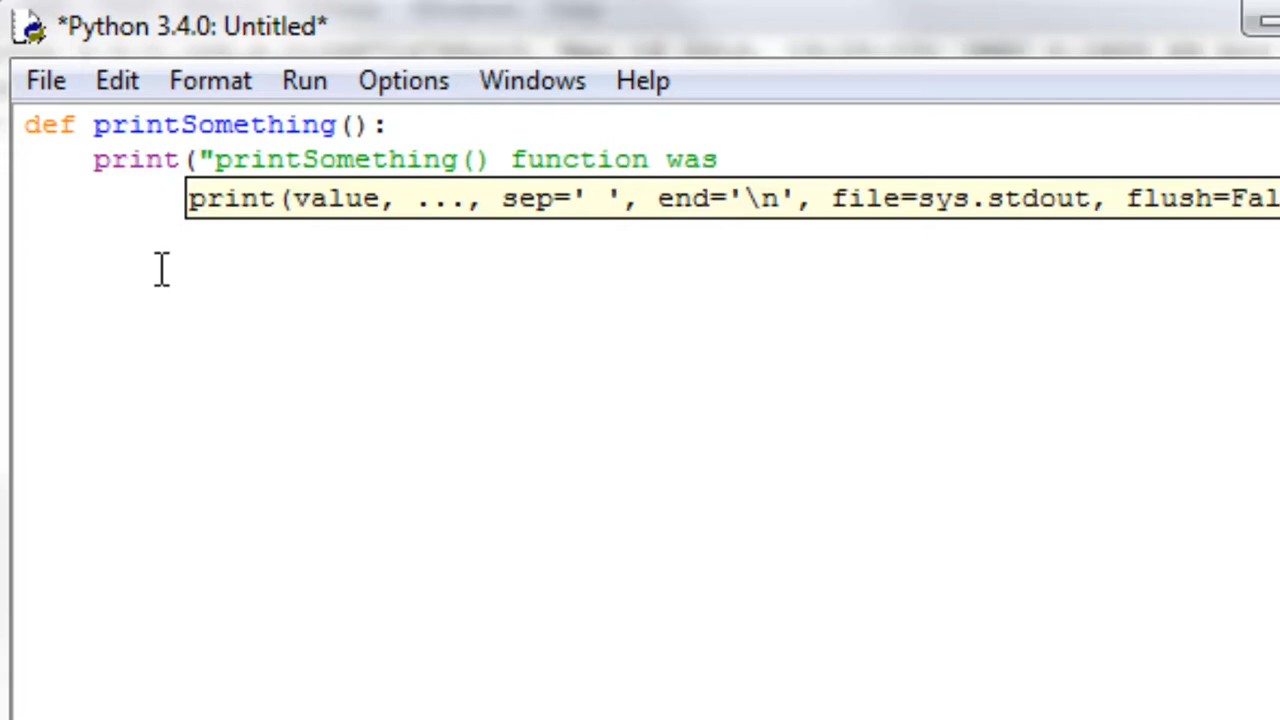 *Python 3.4.0: Untitled*
File Edit Format Run Options Windows Help
def printSomething():
print("printSomething() function was
print(value, ..., sep=' ', end='\n', file=sys.stdout, flush=Fal